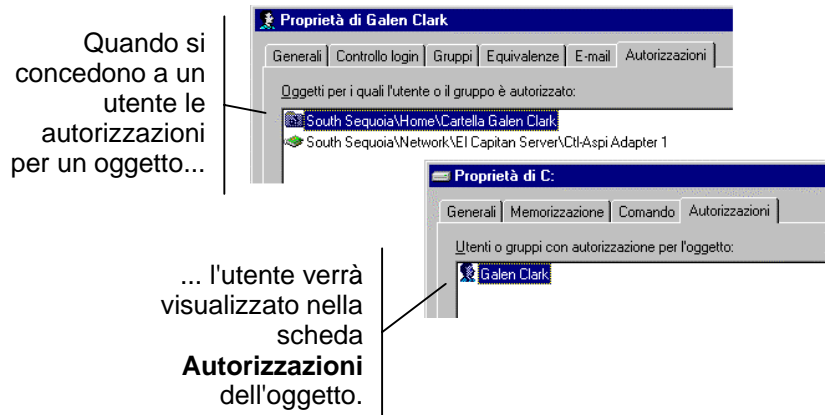 Quando si
concedono a un
utente le
autorizzazioni
per un oggetto...
Proprietà di Galen Clark
Generali Controllo login Gruppi Equivalenze E-mail Autorizzazioni
Oggetti per i quali l'utente o il gruppo è autorizzato:
South Sequoia\Home\Cartella Galen Clark
South Sequoia\Network\El Capitan Server\Ctl-Aspi Adapter 1
Proprietà di C:
Generali Memorizzazione Comando Autorizzazioni
Utenti o gruppi con autorizzazione per l'oggetto:
Galen Clark
... l'utente verrà
visualizzato nella
scheda
Autorizzazioni
dell'oggetto.